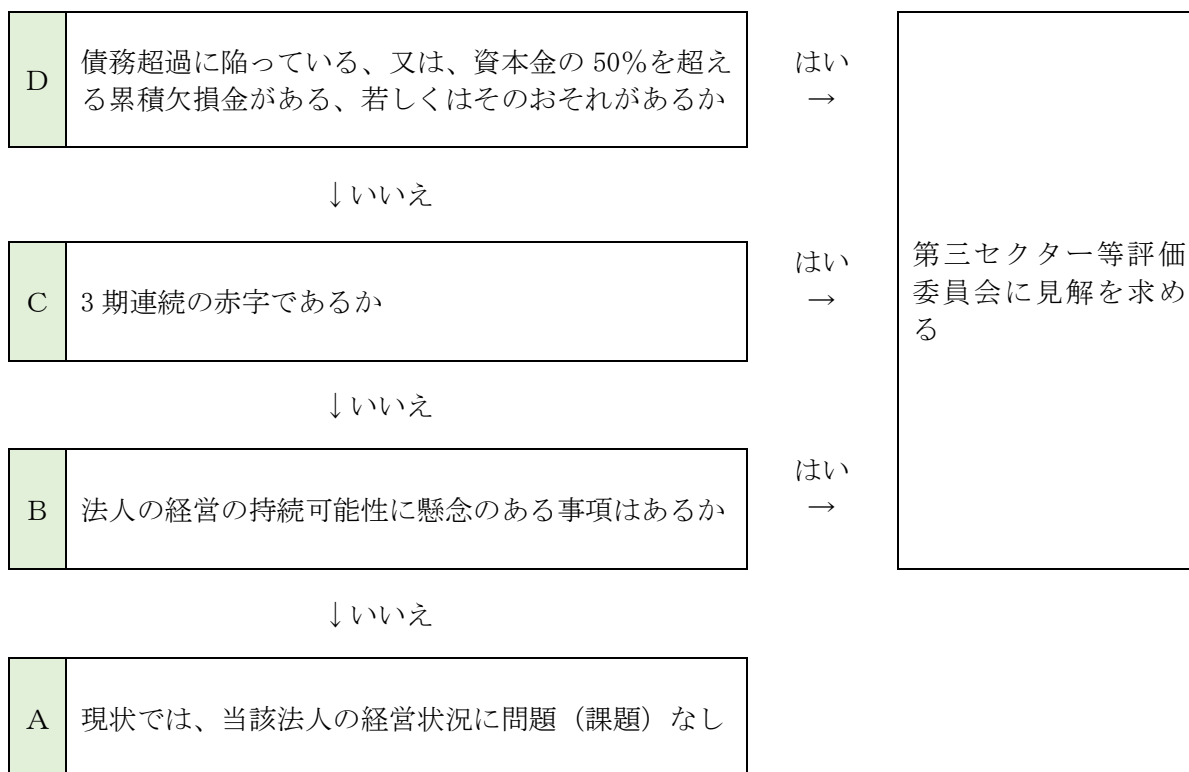 D
債務超過に陥っている、又は、資本金の 50%を超え
る累積欠損金がある、若しくはそのおそれがあるか
はい
→
↓いいえ
C
3 期連続の赤字であるか
はい
→
第三セクター等評価
委員会に見解を求め
る
↓いいえ
B
法人の経営の持続可能性に懸念のある事項はあるか
はい
→
↓いいえ
A
現状では、当該法人の経営状況に問題（課題）なし